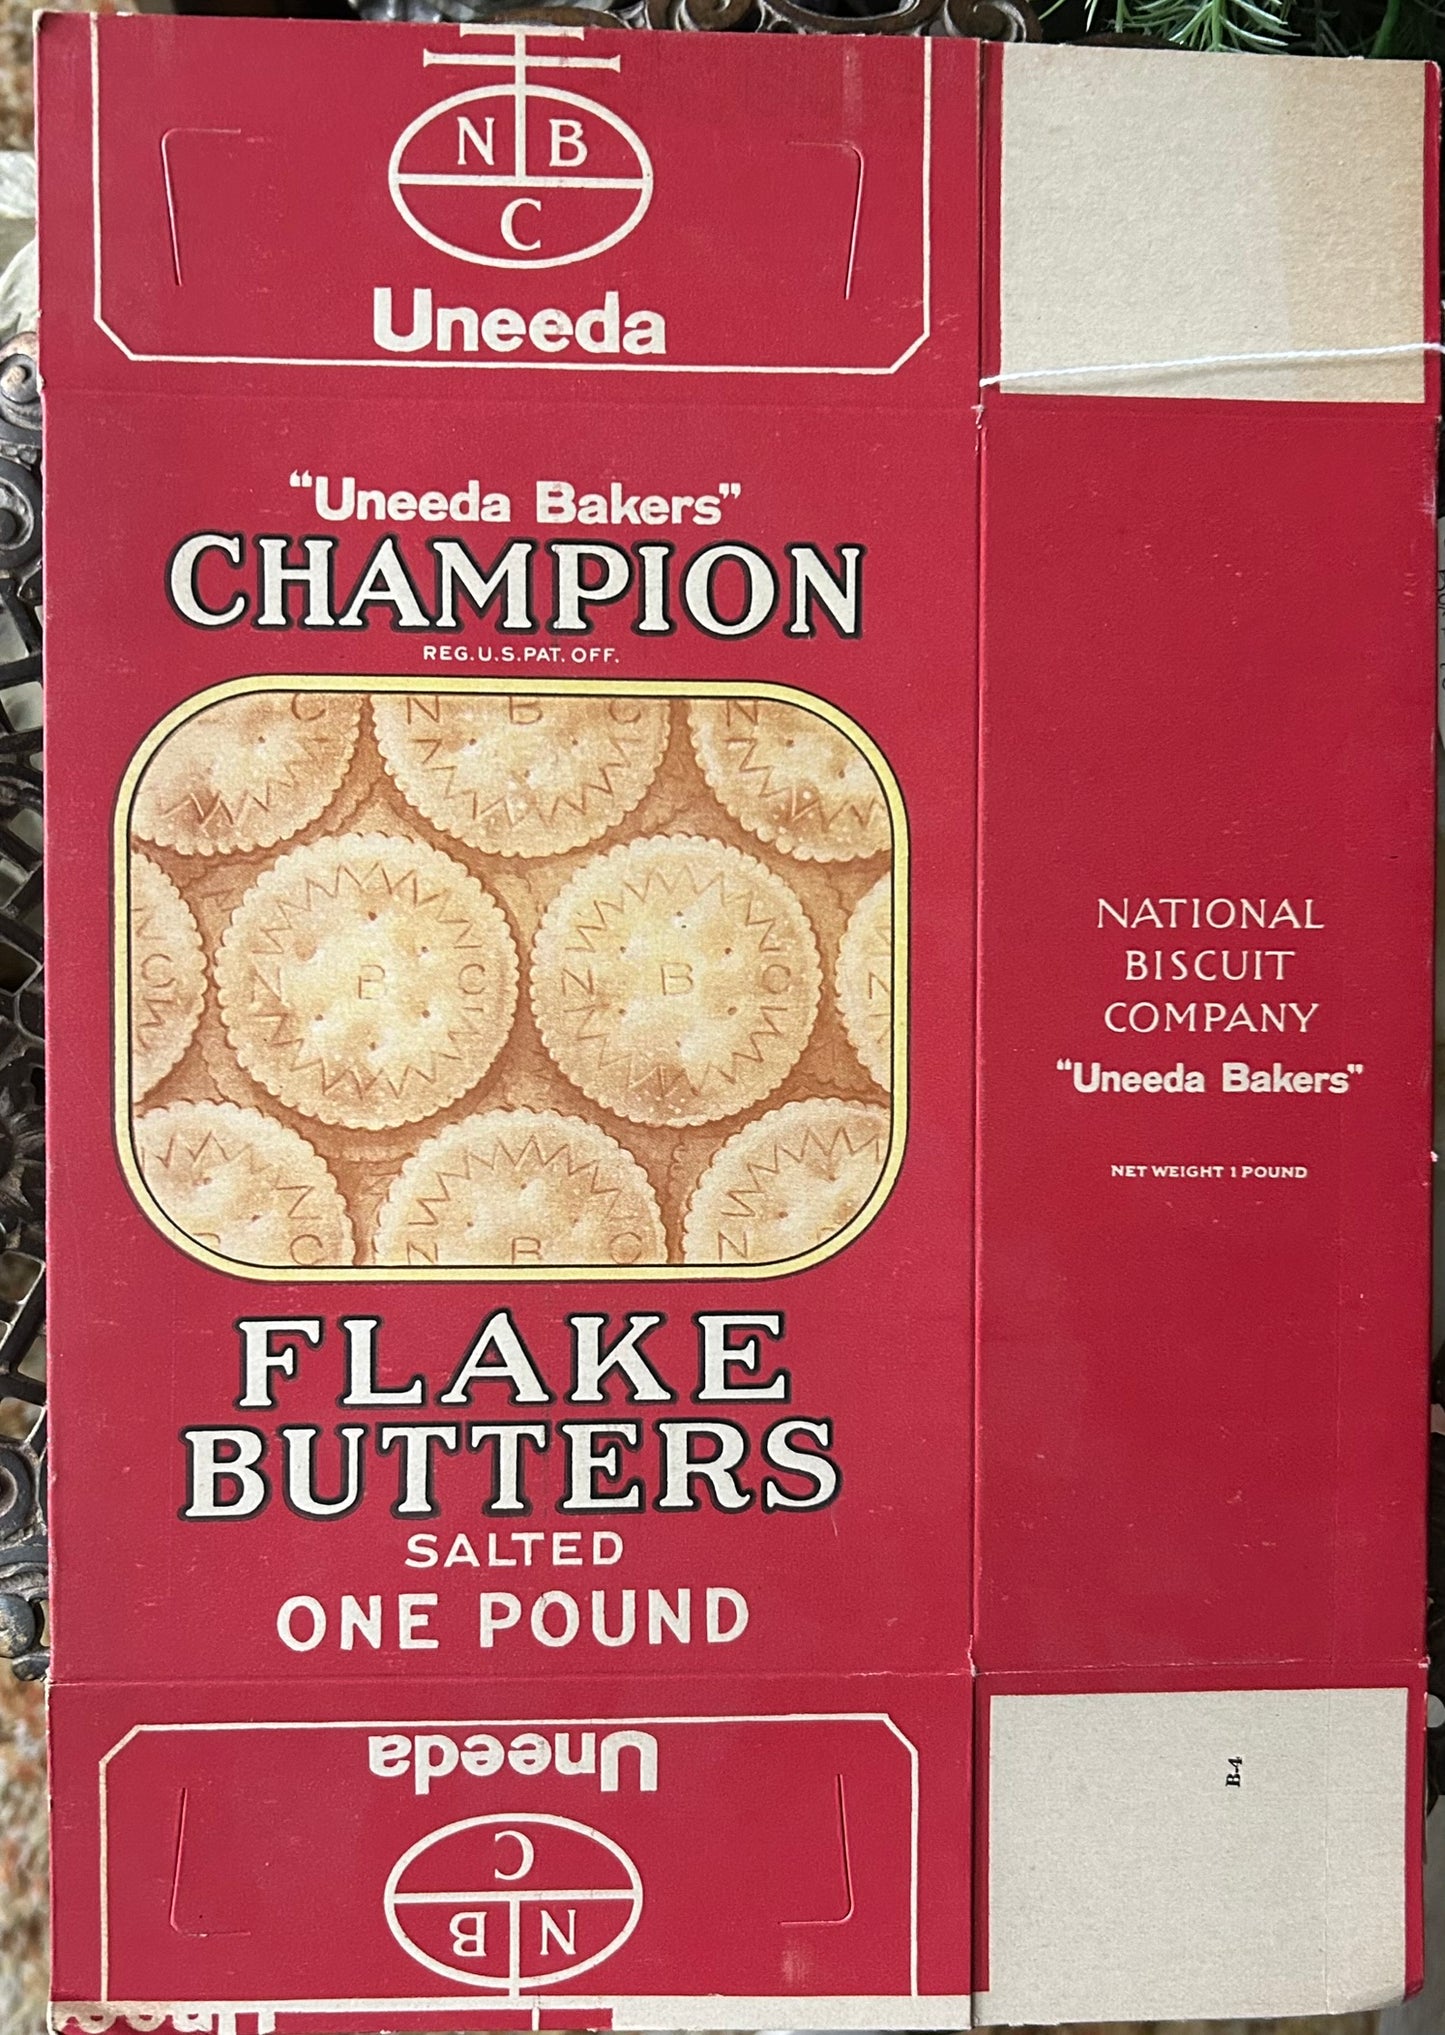 N B
C
Uneeda
"Uneeda Bakers"
CHAMPION
REG.U.S.PAT.OFF.
C N B C N
N B C N B C N
N C
B C N B C N
FLAKE
BUTTERS
SALTED
ONE POUND
Uneeda
N B
C
Uneeda
NATIONAL
BISCUIT
COMPANY
"Uneeda Bakers"
NET WEIGHT 1 POUND
B-4